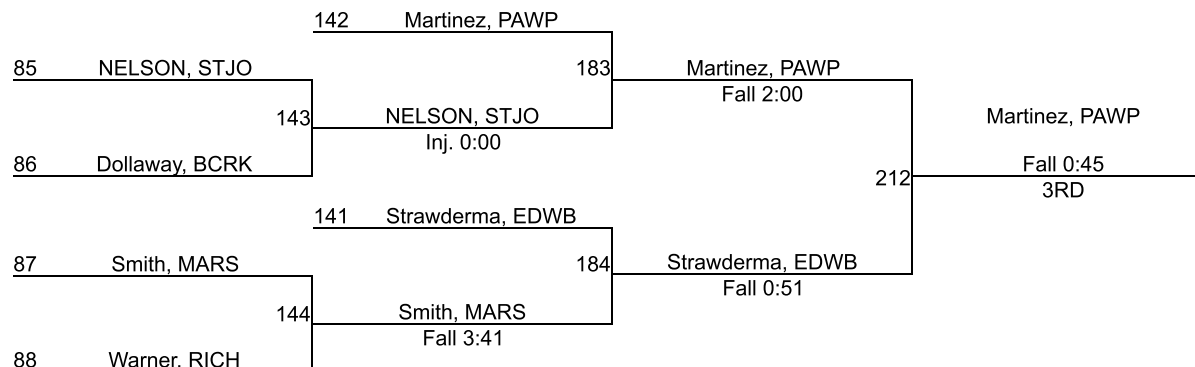 142 Martinez, PAWP
85 NELSON, STJO
183 Martinez, PAWP
Fall 2:00
143 NELSON, STJO
Inj. 0:00
Martinez, PAWP
86 Dollaway, BCRK
Fall 0:45
212 3RD
141 Strawderma, EDWB
87 Smith, MARS
184 Strawderma, EDWB
Fall 0:51
144 Smith, MARS
Fall 3:41
88 Warner, RICH